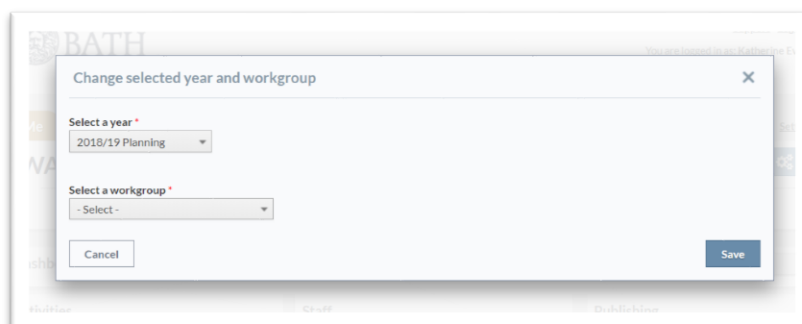 BATH
You are logged in as: Katherine Ev
Change selected year and workgroup
Select a year *
2018/19 Planning
Select a workgroup *
- Select -
Cancel
Save
Staff
Publishing